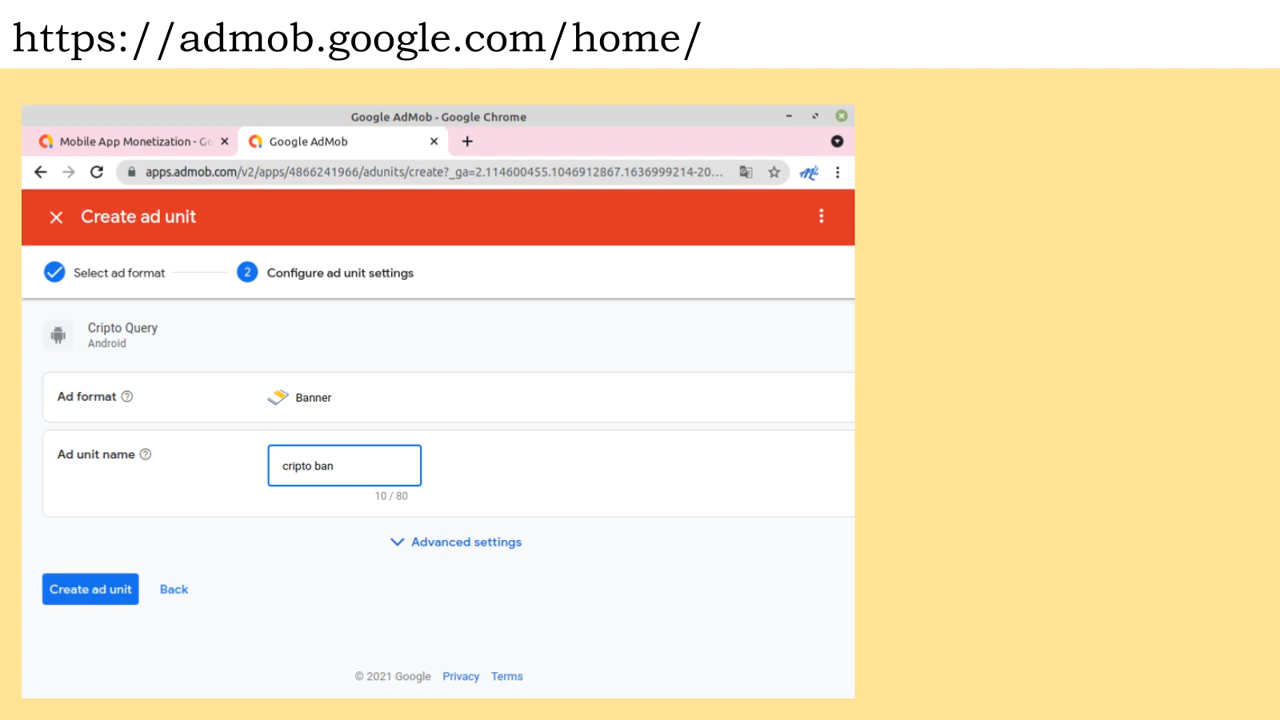 https://admob.google.com/home/
Google AdMob - Google Chrome
Mobile App Monetization - Go
Google AdMob
apps.admob.com/v2/apps/4866241966/adunits/create?_ga=2.114600455.1046912867.1636999214-20...
Create ad unit
Select ad format
2 Configure ad unit settings
Cripto Query
Android
Ad format ?
Banner
Ad unit name ?
cripto ban
10 / 80
Advanced settings
Create ad unit
Back
© 2021 Google Privacy Terms